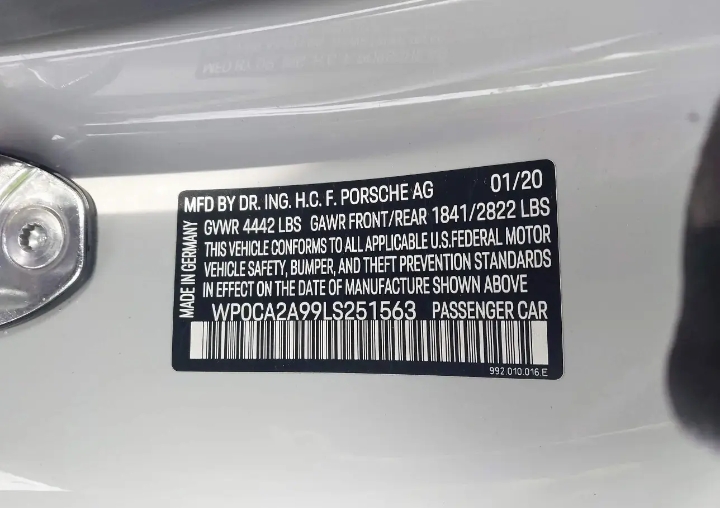 MFD BY DR. ING. H.C. F. PORSCHE AG 01/20
GVWR 4442 LBS GAWR FRONT/REAR 1841/2822 LBS
THIS VEHICLE CONFORMS TO ALL APPLICABLE U.S.FEDERAL MOTOR
VEHICLE SAFETY, BUMPER, AND THEFT PREVENTION STANDARDS
IN EFFECT ON THE DATE OF MANUFACTURE SHOWN ABOVE
WP0CA2A99LS251563 PASSENGER CAR
MADE IN GERMANY
992.010.016.E